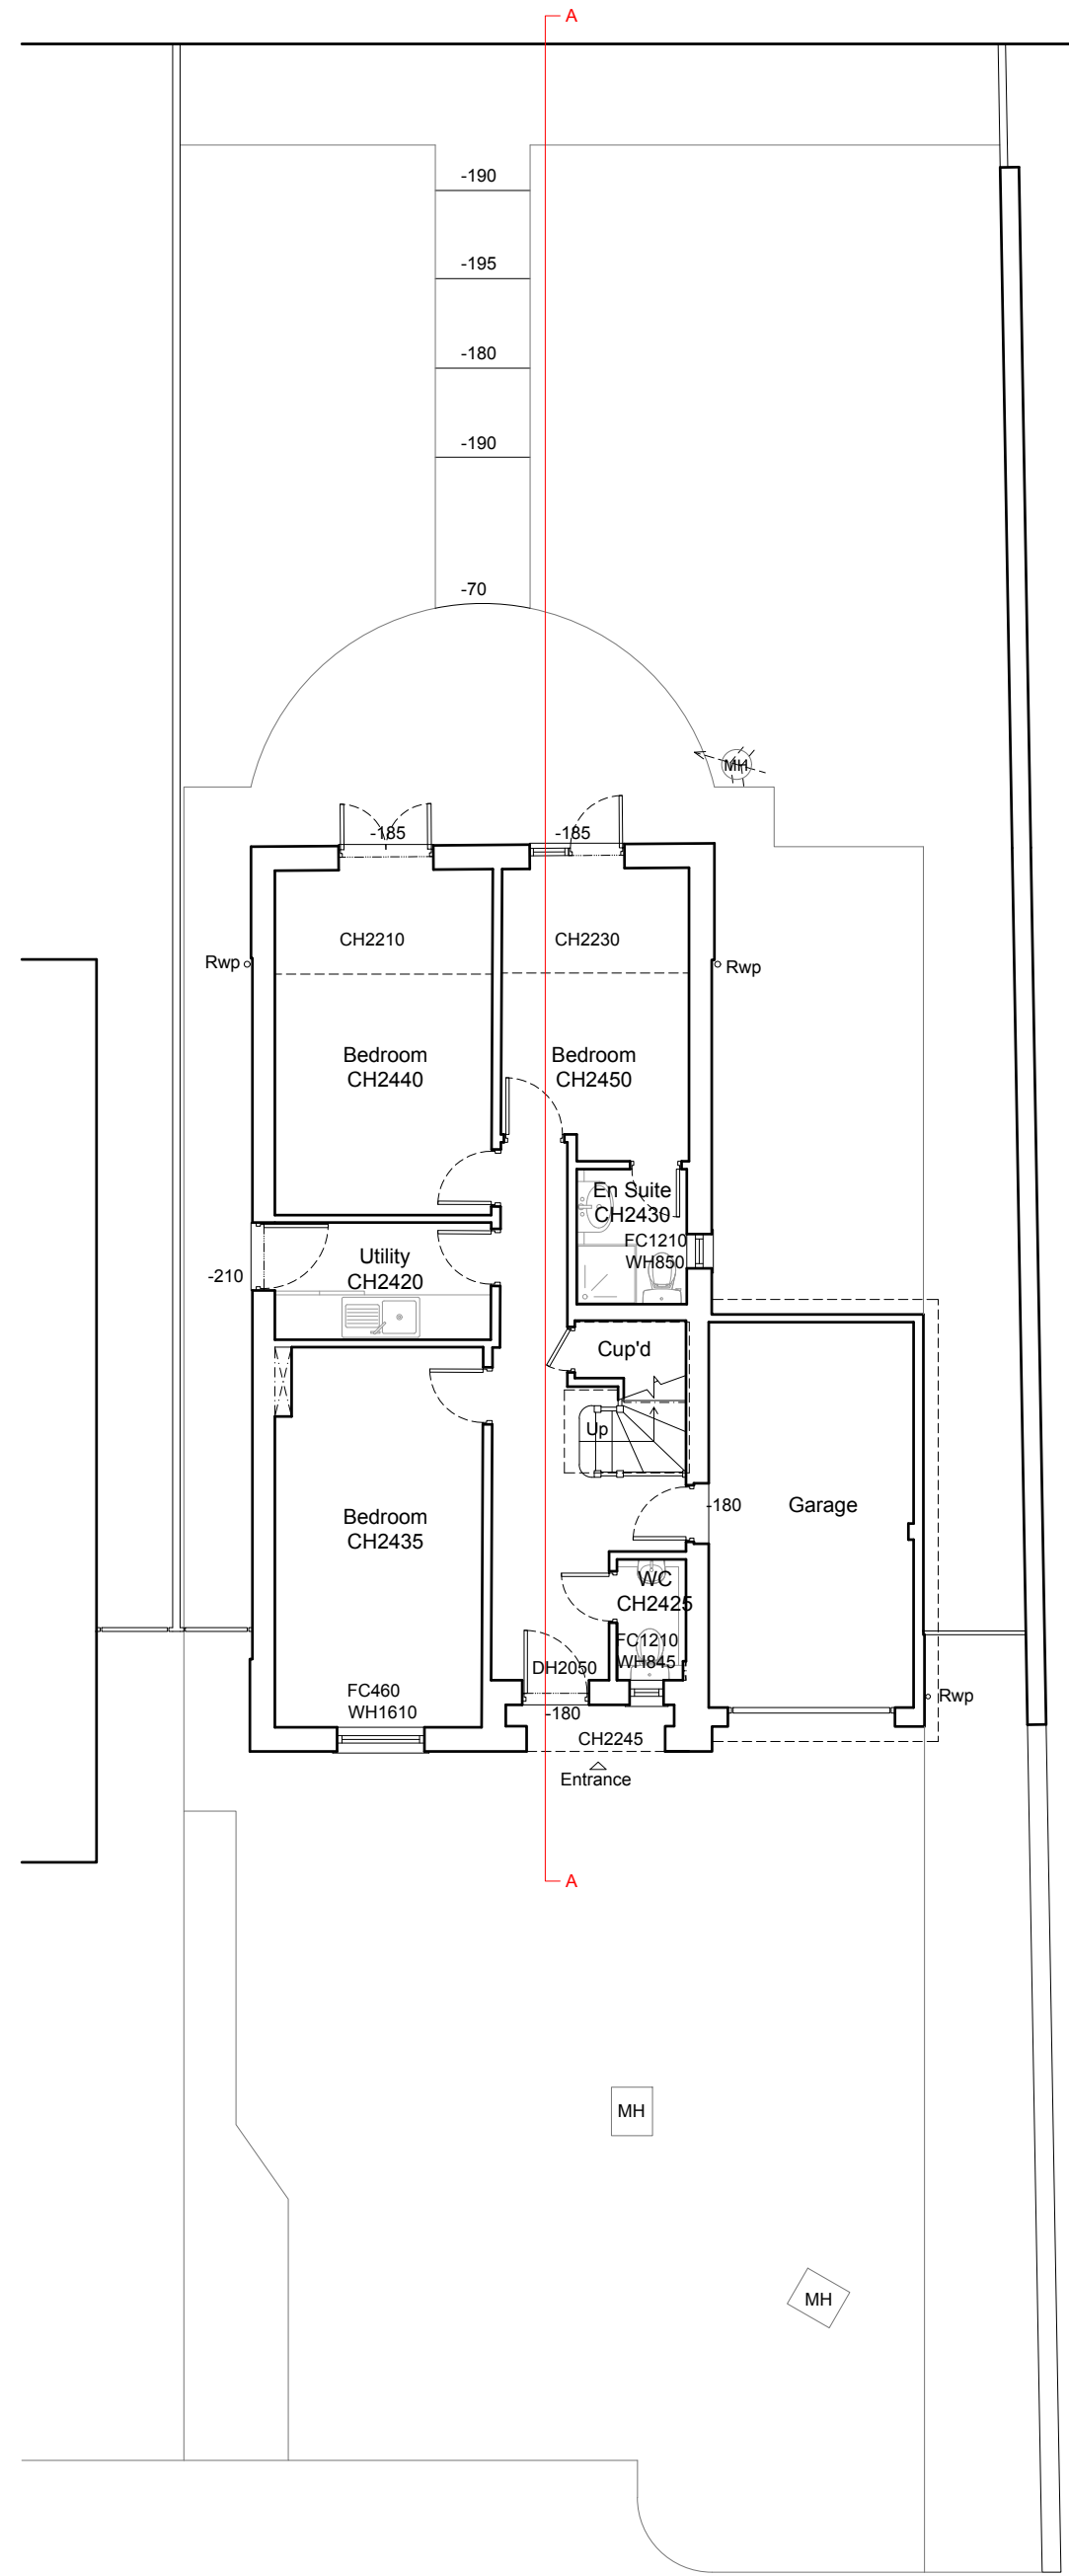 A
-190
-195
-180
-190
-70
MH
-185
-185
CH2210
CH2230
Rwp
Rwp
Bedroom
CH2440
Bedroom
CH2450
En Suite
CH2430
FC1210
WH850
Utility
CH2420
-210
Cup'd
Up
Bedroom
CH2435
-180
Garage
WC
CH2425
FC1210
WH845
DH2050
FC460
WH1610
-180
Rwp
CH2245
Entrance
A
MH
MH